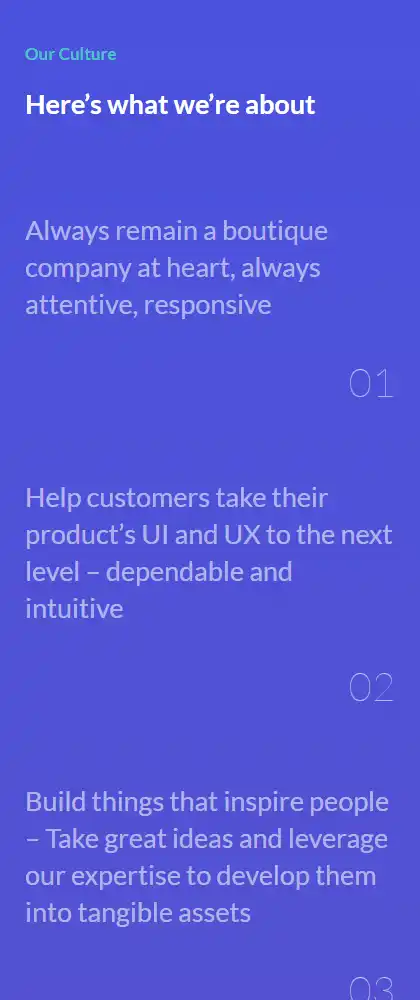 Our Culture
Here’s what we’re about
Always remain a boutique
company at heart, always
attentive, responsive
01
Help customers take their
product’s UI and UX to the next
level – dependable and
intuitive
02
Build things that inspire people
– Take great ideas and leverage
our expertise to develop them
into tangible assets
03